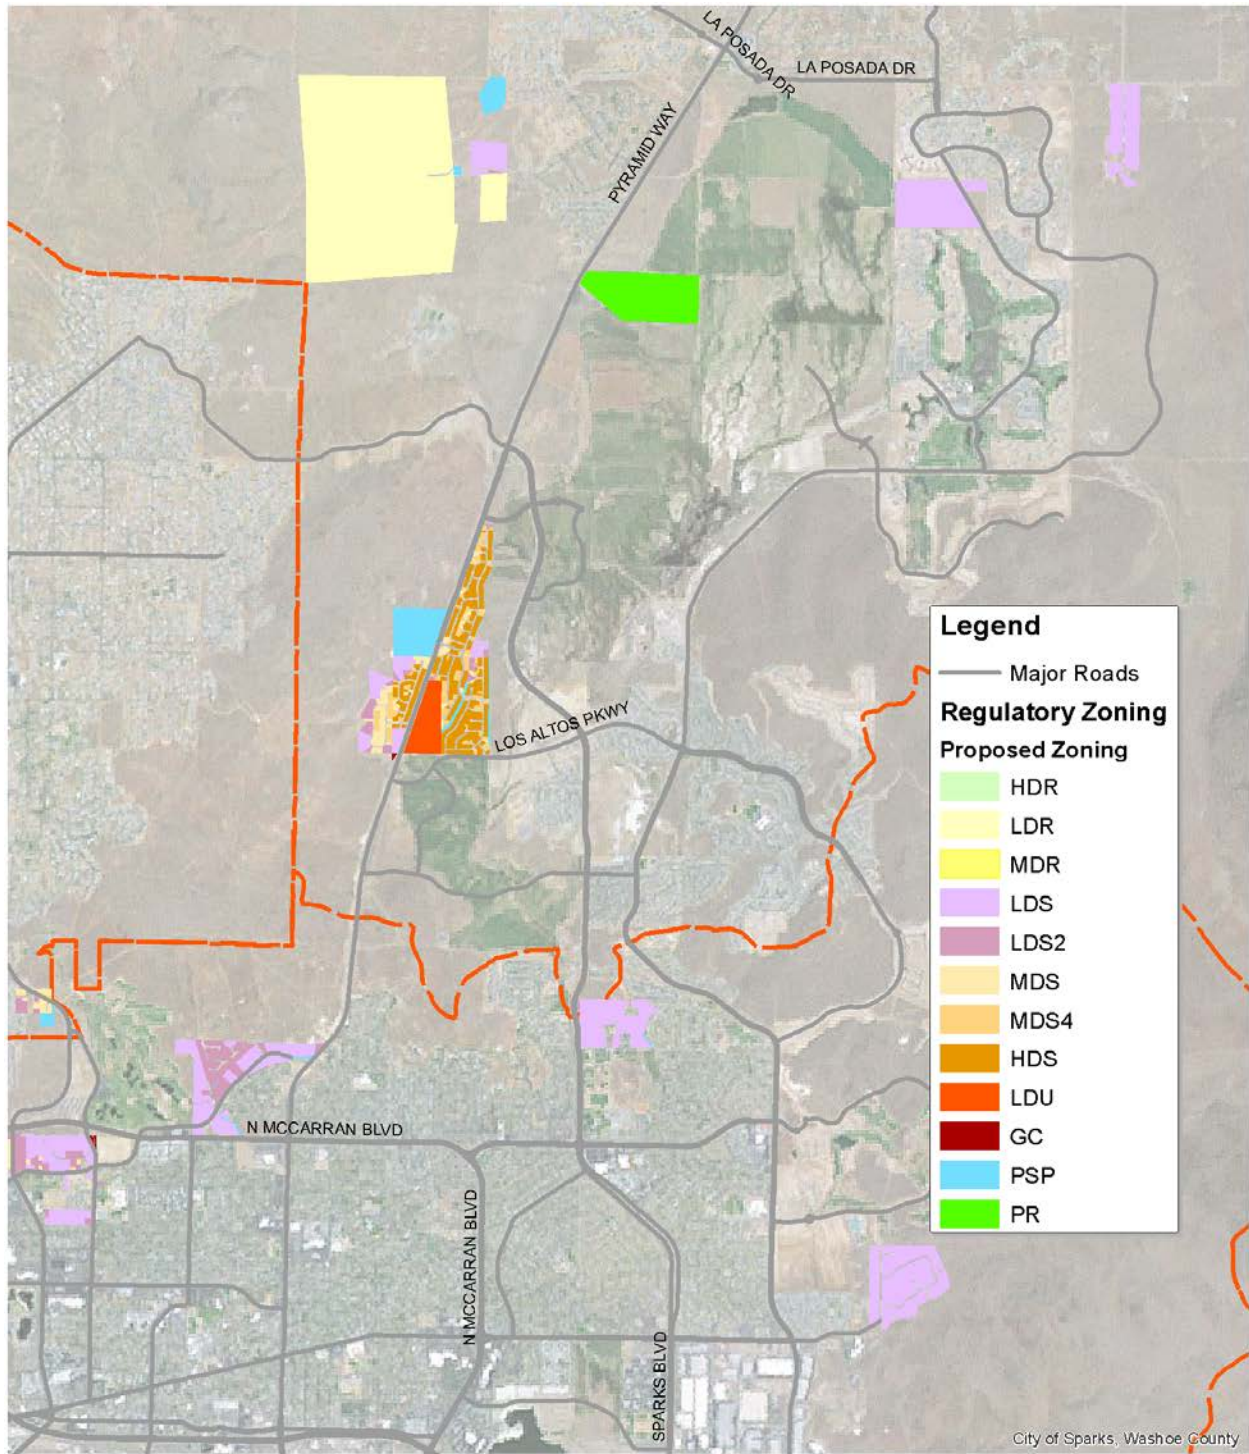 LA POSADA DR
LA POSADA DR
PYRAMID WAY
LOS ALTOS PKWY
N MCCARRAN BLVD
N MCCARRAN BLVD
SPARKS BLVD
Legend
Major Roads
Regulatory Zoning
Proposed Zoning
HDR
LDR
MDR
LDS
LDS2
MDS
MDS4
HDS
LDU
GC
PSP
PR
City of Sparks, Washoe County